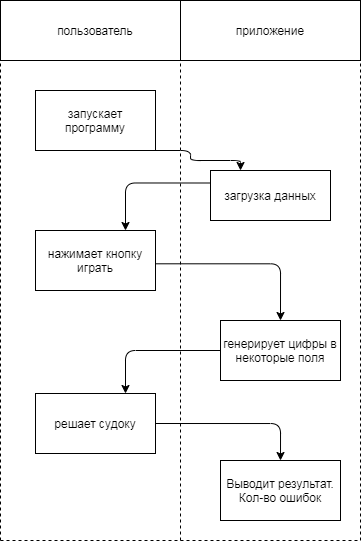 пользователь
приложение
запускает
программу
загрузка данных
нажимает кнопку
играть
генерирует цифры в
некоторые поля
решает судоку
Выводит результат.
Кол-во ошибок